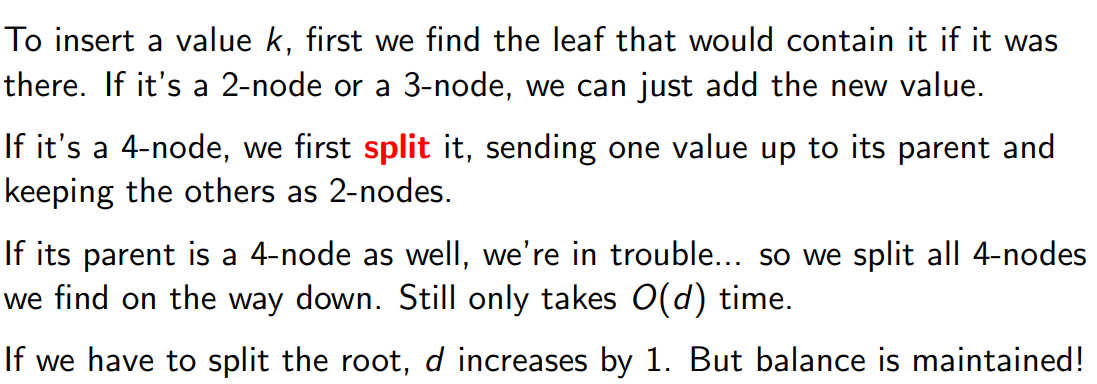 To insert a value k, first we find the leaf that would contain it if it was
there. If it's a 2-node or a 3-node, we can just add the new value.
If it's a 4-node, we first split it, sending one value up to its parent and
keeping the others as 2-nodes.
If its parent is a 4-node as well, we're in trouble... so we split all 4-nodes
we find on the way down. Still only takes O(d) time.
If we have to split the root, d increases by 1. But balance is maintained!